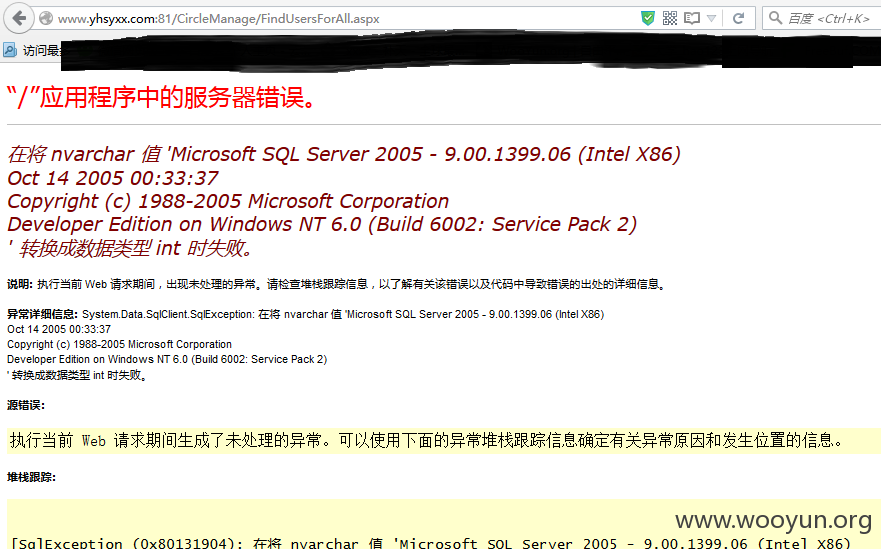 www.yhsyxx.com:81/CircleManage/FindUsersForAll.aspx
百度 <Ctrl+K>
访问最
“/”应用程序中的服务器错误。
在将 nvarchar 值 'Microsoft SQL Server 2005 - 9.00.1399.06 (Intel X86)
Oct 14 2005 00:33:37
Copyright (c) 1988-2005 Microsoft Corporation
Developer Edition on Windows NT 6.0 (Build 6002: Service Pack 2)
' 转换成数据类型 int 时失败。
说明: 执行当前 Web 请求期间，出现未处理的异常。请检查堆栈跟踪信息，以了解有关该错误以及代码中导致错误的出处的详细信息。
异常详细信息: System.Data.SqlClient.SqlException: 在将 nvarchar 值 'Microsoft SQL Server 2005 - 9.00.1399.06 (Intel X86)
Oct 14 2005 00:33:37
Copyright (c) 1988-2005 Microsoft Corporation
Developer Edition on Windows NT 6.0 (Build 6002: Service Pack 2)
' 转换成数据类型 int 时失败。
源错误:
执行当前 Web 请求期间生成了未处理的异常。可以使用下面的异常堆栈跟踪信息确定有关异常原因和发生位置的信息。
堆栈跟踪:
www.wooyun.org
[SqlException (0x80131904): 在将 nvarchar 值 'Microsoft SQL Server 2005 - 9.00.1399.06 (Intel X86)